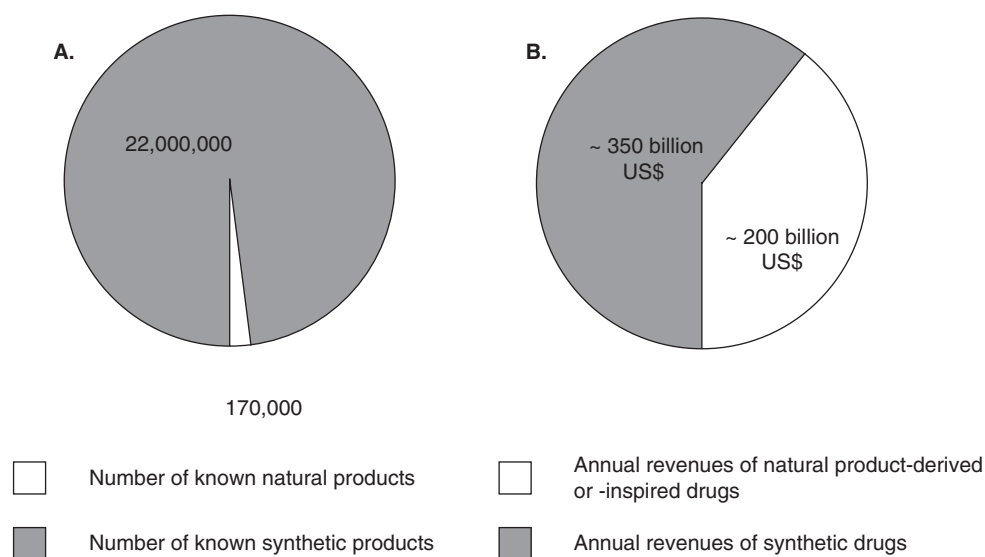 A.
22,000,000
170,000
Number of known natural products
Number of known synthetic products
B.
~ 350 billion
US$
~ 200 billion
US$
Annual revenues of natural product-derived
or -inspired drugs
Annual revenues of synthetic drugs